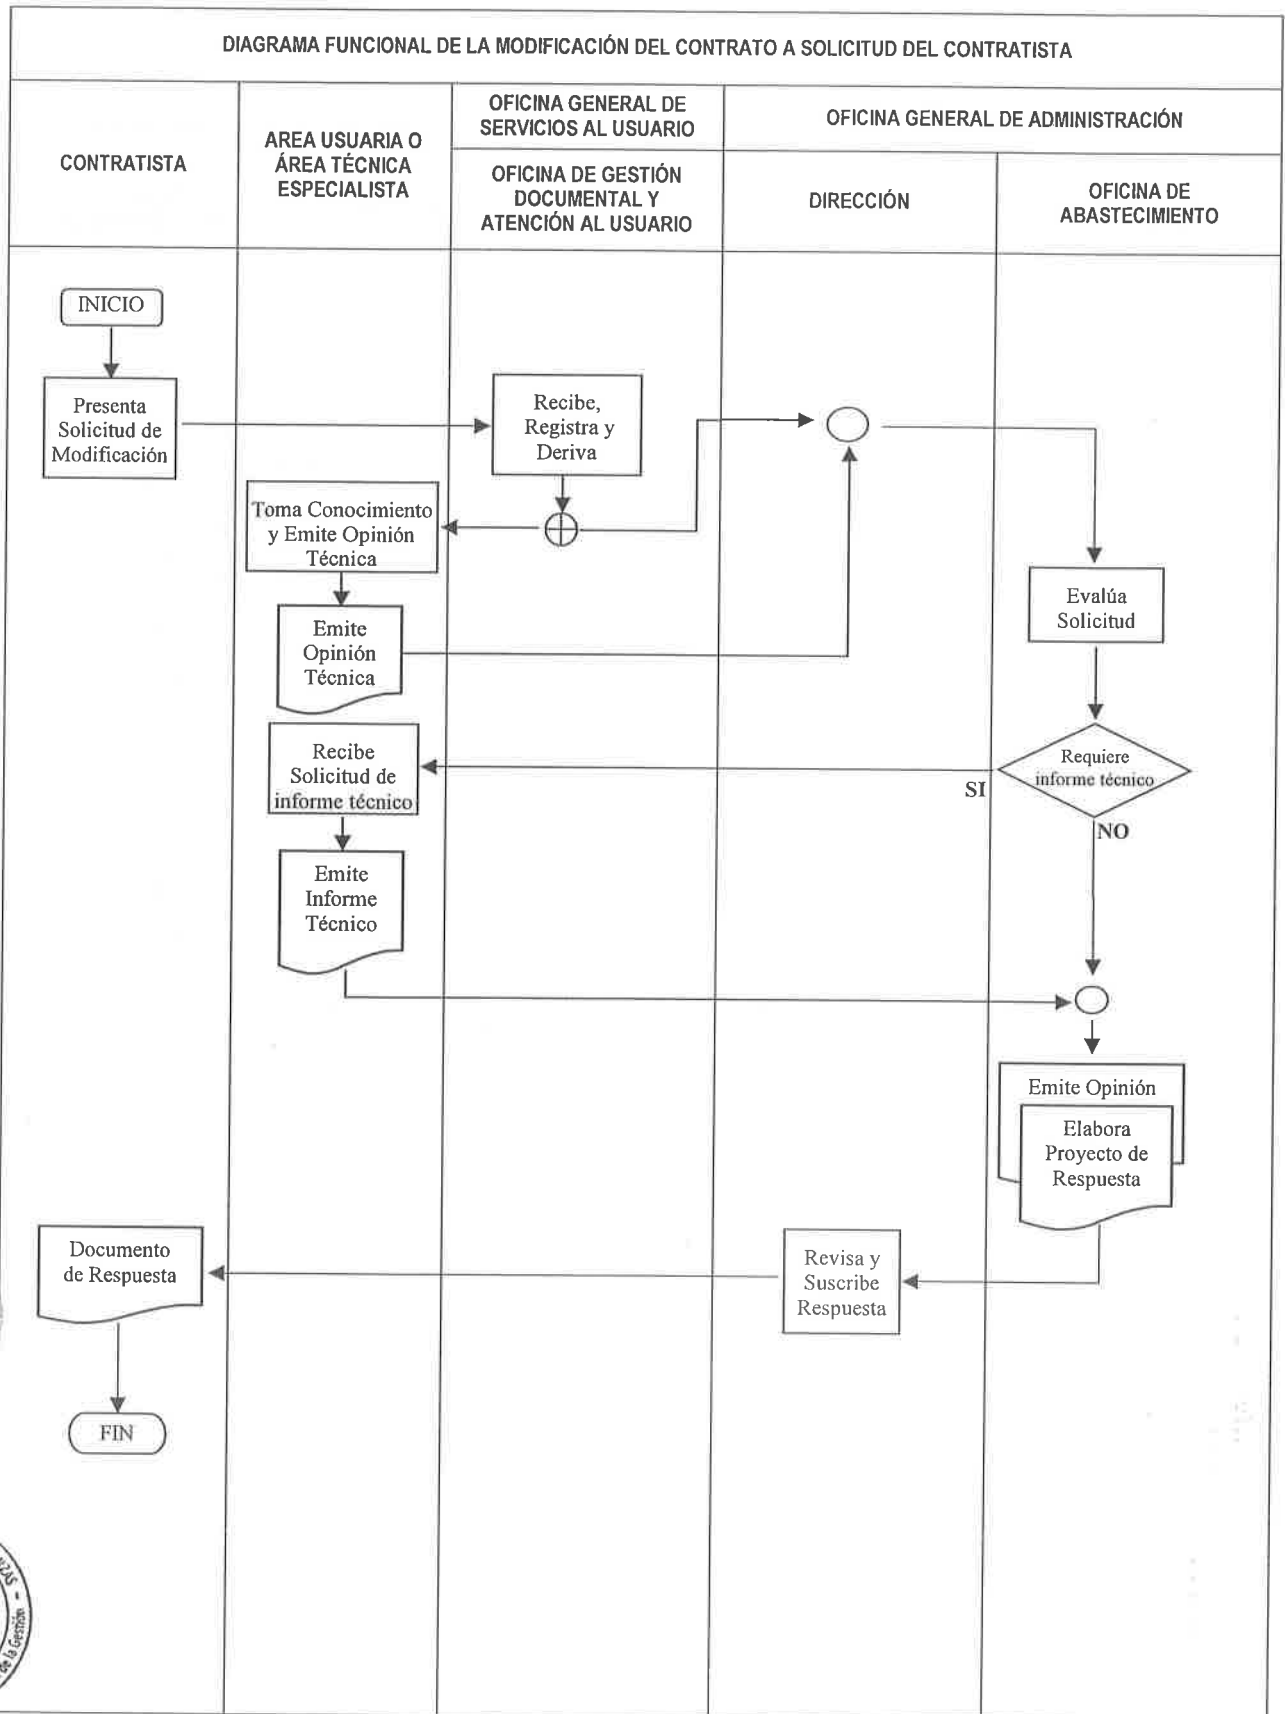 DIAGRAMA FUNCIONAL DE LA MODIFICACIÓN DEL CONTRATO A SOLICITUD DEL CONTRATISTA
CONTRATISTA
AREA USUARIA O
ÁREA TÉCNICA
ESPECIALISTA
OFICINA GENERAL DE
SERVICIOS AL USUARIO
OFICINA DE GESTIÓN
DOCUMENTAL Y
ATENCIÓN AL USUARIO
OFICINA GENERAL DE ADMINISTRACIÓN
DIRECCIÓN
OFICINA DE
ABASTECIMIENTO
INICIO
Presenta
Solicitud de
Modificación
Recibe,
Registra y
Deriva
Toma Conocimiento
y Emite Opinión
Técnica
Emite
Opinión
Técnica
Evalúa
Solicitud
Requiere
informe técnico
SI
NO
Recibe
Solicitud de
informe técnico
Emite
Informe
Técnico
Emite Opinión
Elabora
Proyecto de
Respuesta
Revisa y
Suscribe
Respuesta
Documento
de Respuesta
FIN
de la Gestión